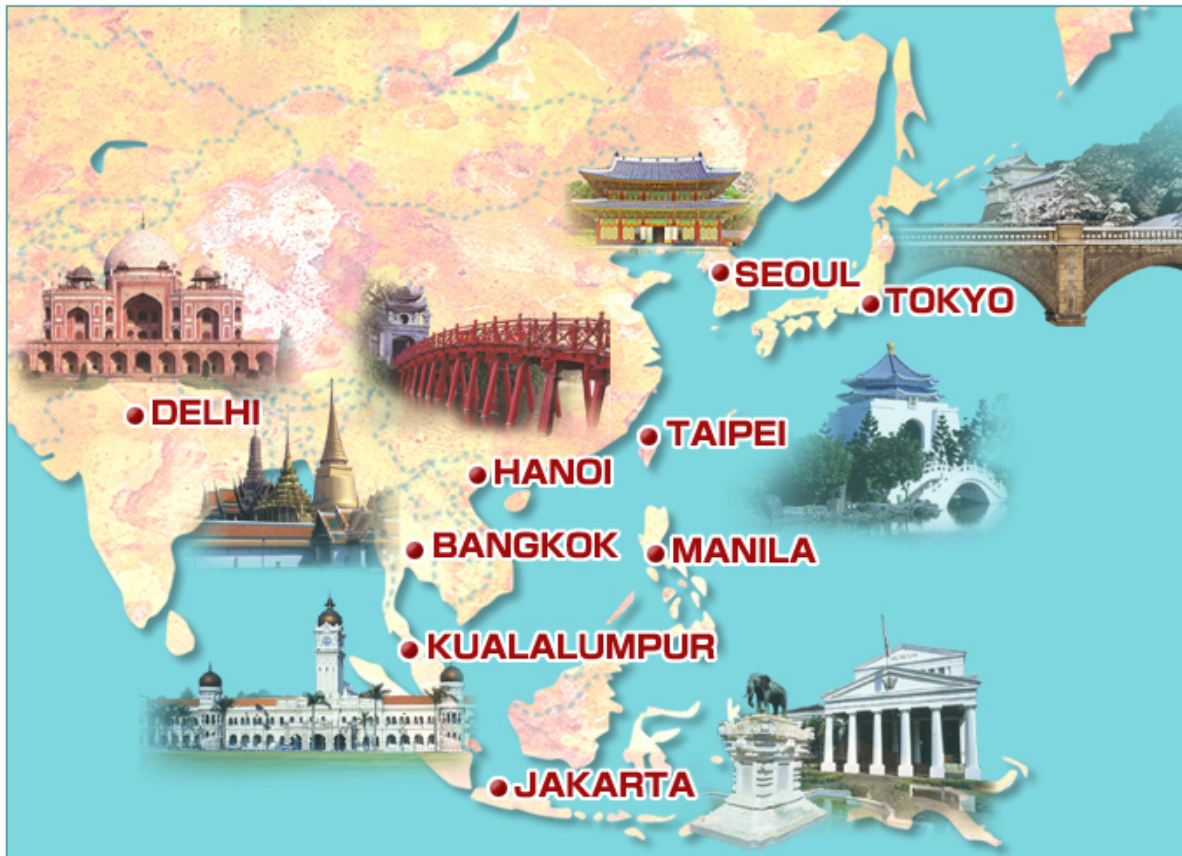 SEOUL
TOKYO
DELHI
TAIPEI
HANOI
BANGKOK
MANILA
KUALALUMPUR
JAKARTA